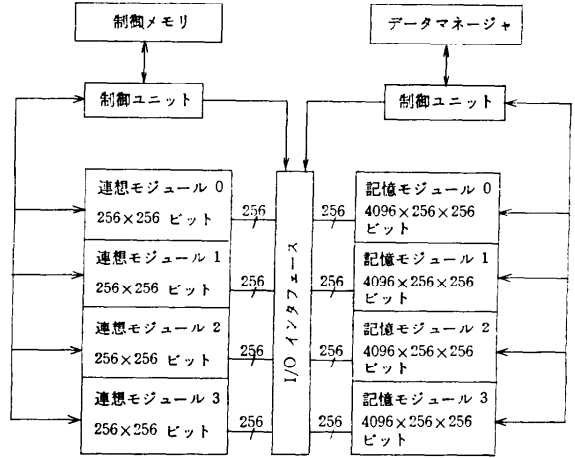 制御メモリ
データマネージャ
制御ユニット
制御ユニット
連想モジュール 0
256×256 ビット
256
連想モジュール 1
256×256 ビット
256
連想モジュール 2
256×256 ビット
256
連想モジュール 3
256×256 ビット
256
I/O インタフェース
256
記憶モジュール 0
4096×256×256
ビット
256
記憶モジュール 1
4096×256×256
ビット
256
記憶モジュール 2
4096×256×256
ビット
256
記憶モジュール 3
4096×256×256
ビット